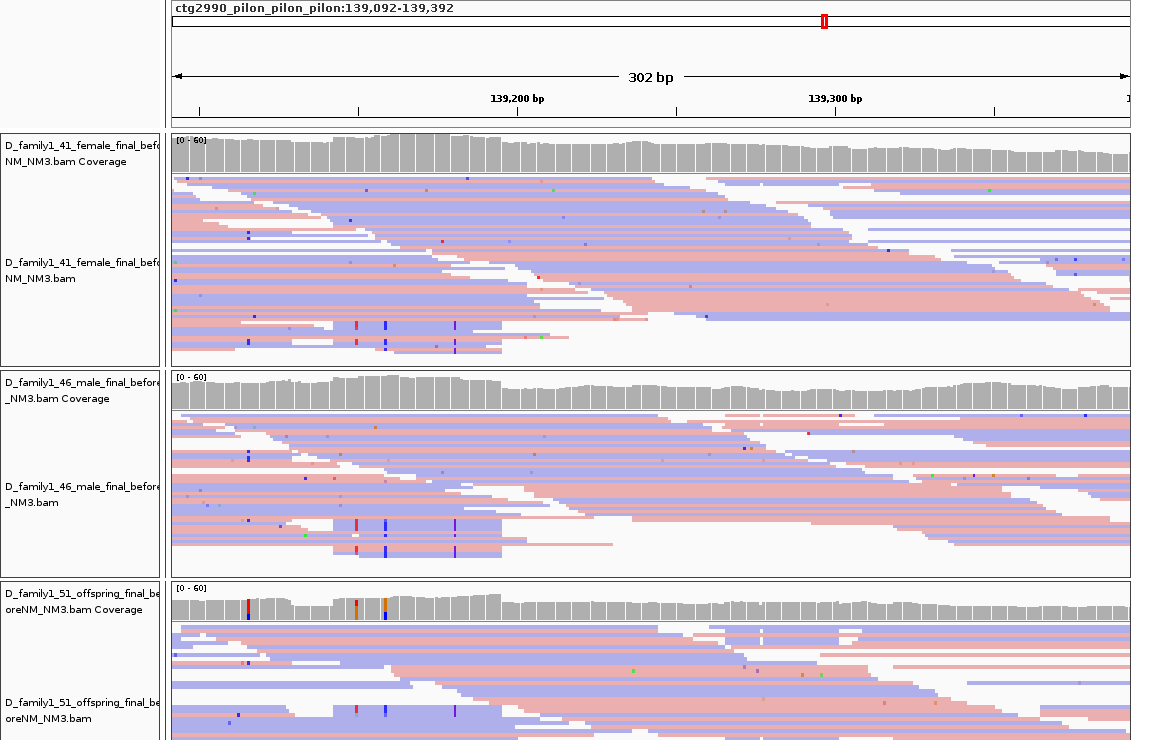 ctg2990_pilon_pilon_pilon:139,092-139,392
302 bp
139,200 bp
139,300 bp
1
D_family1_41_female_final_befo
NM_NM3.bam Coverage
[0 - 60]
D_family1_41_female_final_befo
NM_NM3.bam
D_family1_46_male_final_before
_NM3.bam Coverage
[0 - 60]
D_family1_46_male_final_before
_NM3.bam
D_family1_51_offspring_final_be
oreNM_NM3.bam Coverage
[0 - 60]
D_family1_51_offspring_final_be
oreNM_NM3.bam